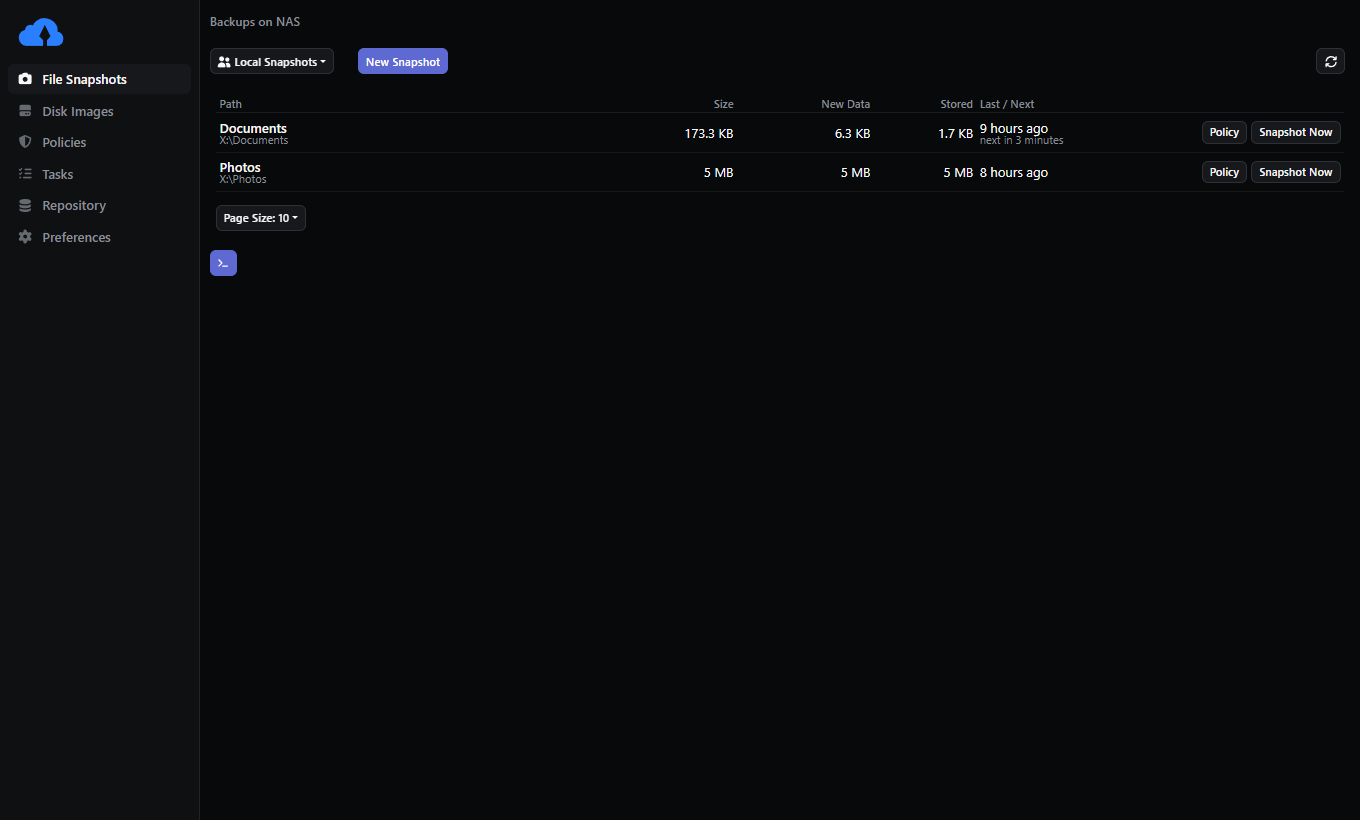 Backups on NAS
Local Snapshots
New Snapshot
File Snapshots
Disk Images
Policies
Tasks
Repository
Preferences
Path Size New Data Stored Last / Next
Documents 173.3 KB 6.3 KB 1.7 KB 9 hours ago Policy Snapshot Now
X:\Documents next in 3 minutes
Photos 5 MB 5 MB 5 MB 8 hours ago Policy Snapshot Now
X:\Photos
Page Size: 10
>_